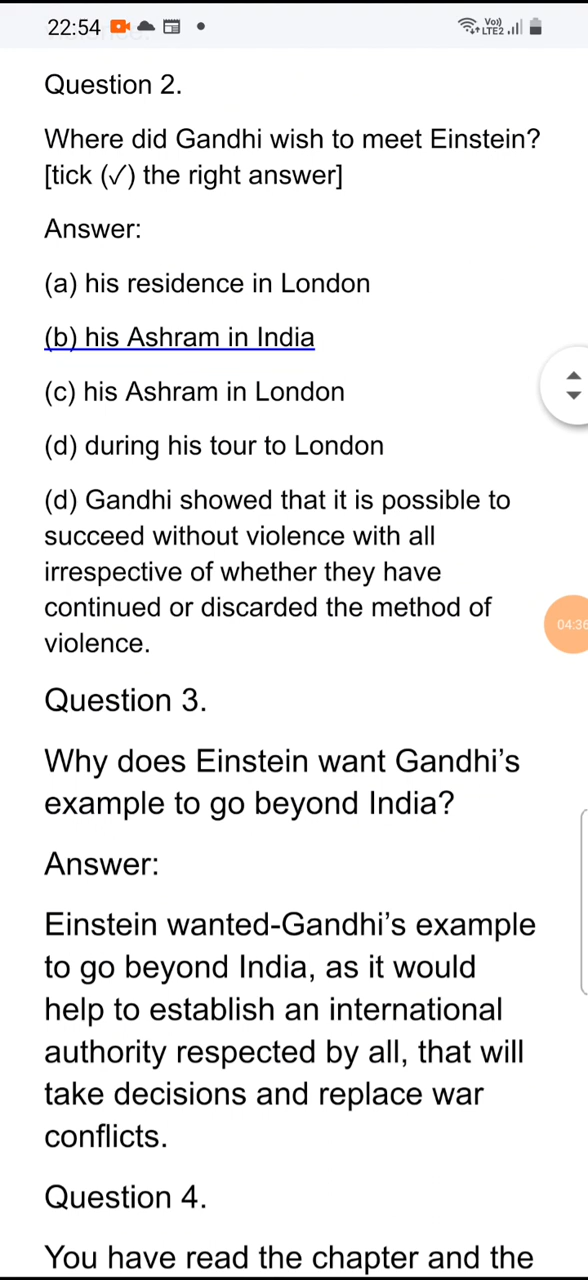 22:54
Vo))
LTE2
Question 2.
Where did Gandhi wish to meet Einstein?
[tick (✓) the right answer]
Answer:
(a) his residence in London
(b) his Ashram in India
(c) his Ashram in London
(d) during his tour to London
(d) Gandhi showed that it is possible to
succeed without violence with all
irrespective of whether they have
continued or discarded the method of
violence.
04:36
Question 3.
Why does Einstein want Gandhi's
example to go beyond India?
Answer:
Einstein wanted-Gandhi's example
to go beyond India, as it would
help to establish an international
authority respected by all, that will
take decisions and replace war
conflicts.
Question 4.
You have read the chapter and the